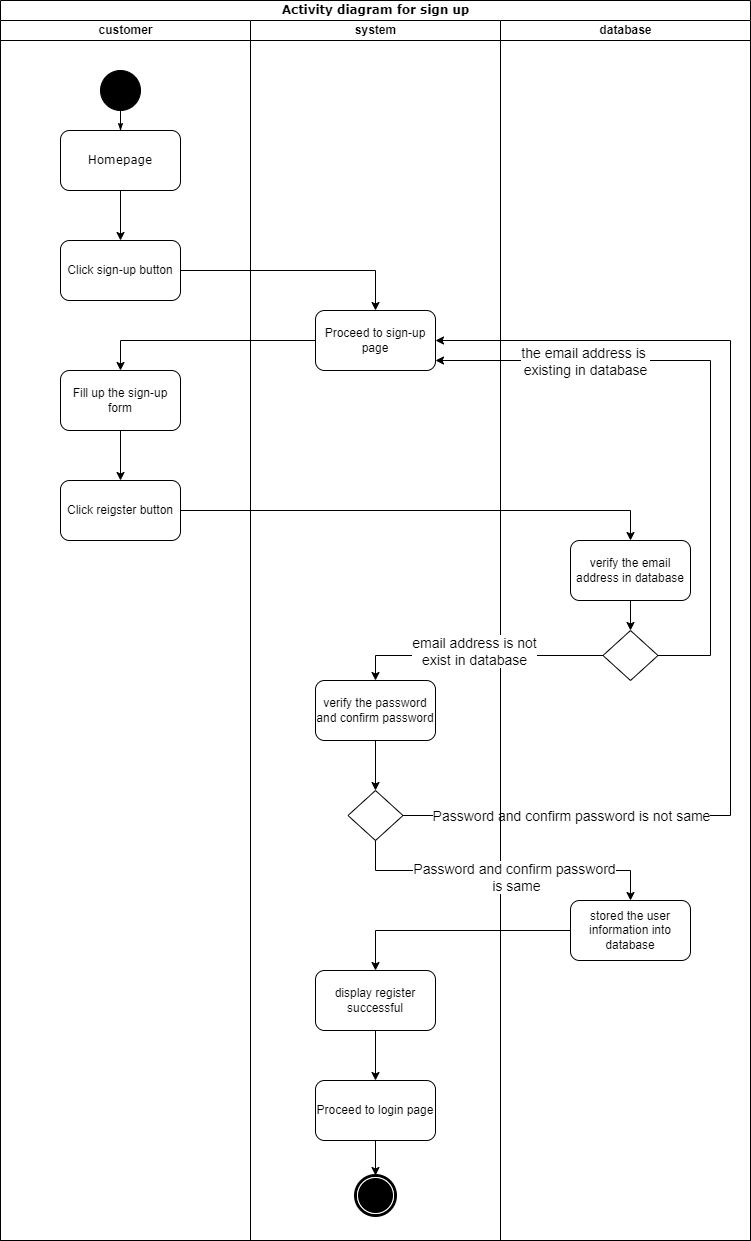 Activity diagram for sign up
customer
system
database
Homepage
Click sign-up button
Proceed to sign-up
page
the email address is
existing in database
Fill up the sign-up
form
Click reigster button
verify the email
address in database
email address is not
exist in database
verify the password
and confirm password
Password and confirm password is not same
Password and confirm password
is same
stored the user
information into
database
display register
successful
Proceed to login page